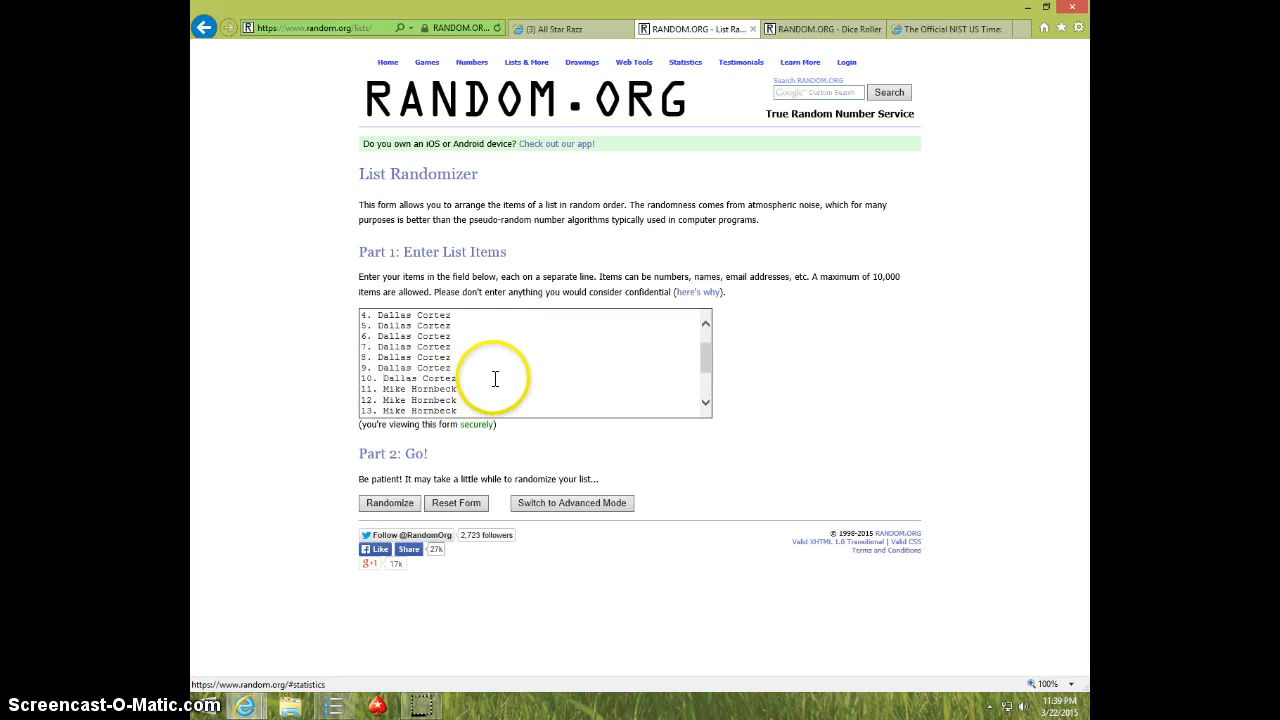 https://www.random.org/lists/
RANDOM.OR...
(3) All Star Razz
RANDOM.ORG - List Ra...
RANDOM.ORG - Dice Roller
The Official NIST US Time:
Home Games Numbers Lists & More Drawings Web Tools Statistics Testimonials Learn More Login
RANDOM.ORG
Search RANDOM.ORG
Google™ Custom Search
Search
True Random Number Service
Do you own an iOS or Android device? Check out our app!
List Randomizer
This form allows you to arrange the items of a list in random order. The randomness comes from atmospheric noise, which for many
purposes is better than the pseudo-random number algorithms typically used in computer programs.
Part 1: Enter List Items
Enter your items in the field below, each on a separate line. Items can be numbers, names, email addresses, etc. A maximum of 10,000
items are allowed. Please don't enter anything you would consider confidential (here's why).
4. Dallas Cortez
5. Dallas Cortez
6. Dallas Cortez
7. Dallas Cortez
8. Dallas Cortez
9. Dallas Cortez
10. Dallas Cortez
11. Mike Hornbeck
12. Mike Hornbeck
13. Mike Hornbeck
(you're viewing this form securely)
Part 2: Go!
Be patient! It may take a little while to randomize your list...
Randomize Reset Form Switch to Advanced Mode
Follow @RandomOrg 2,723 followers
Like Share 27k
g+1 17k
© 1998-2015 RANDOM.ORG
Valid XHTML 1.0 Transitional | Valid CSS
Terms and Conditions
https://www.random.org/#statistics
100%
11:39 PM
3/22/2015
Screencast-O-Matic.com